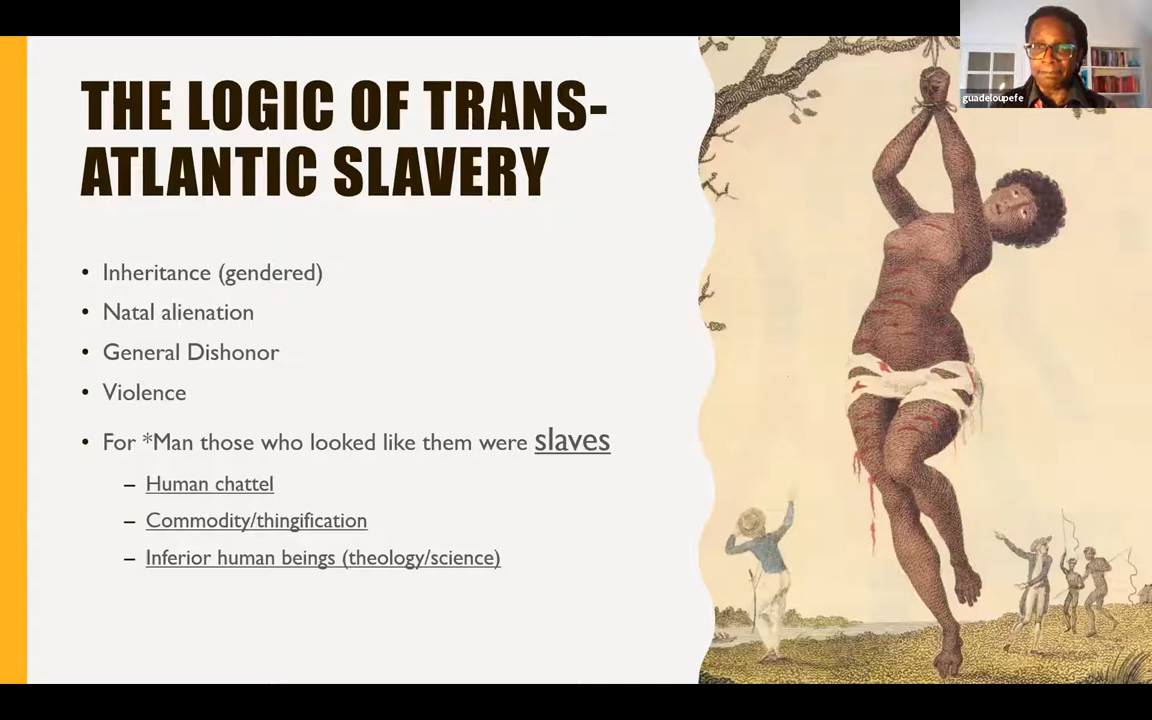 THE LOGIC OF TRANS-
ATLANTIC SLAVERY
• Inheritance (gendered)
• Natal alienation
• General Dishonor
• Violence
• For *Man those who looked like them were slaves
– Human chattel
– Commodity/thingification
– Inferior human beings (theology/science)
guadeloupefe